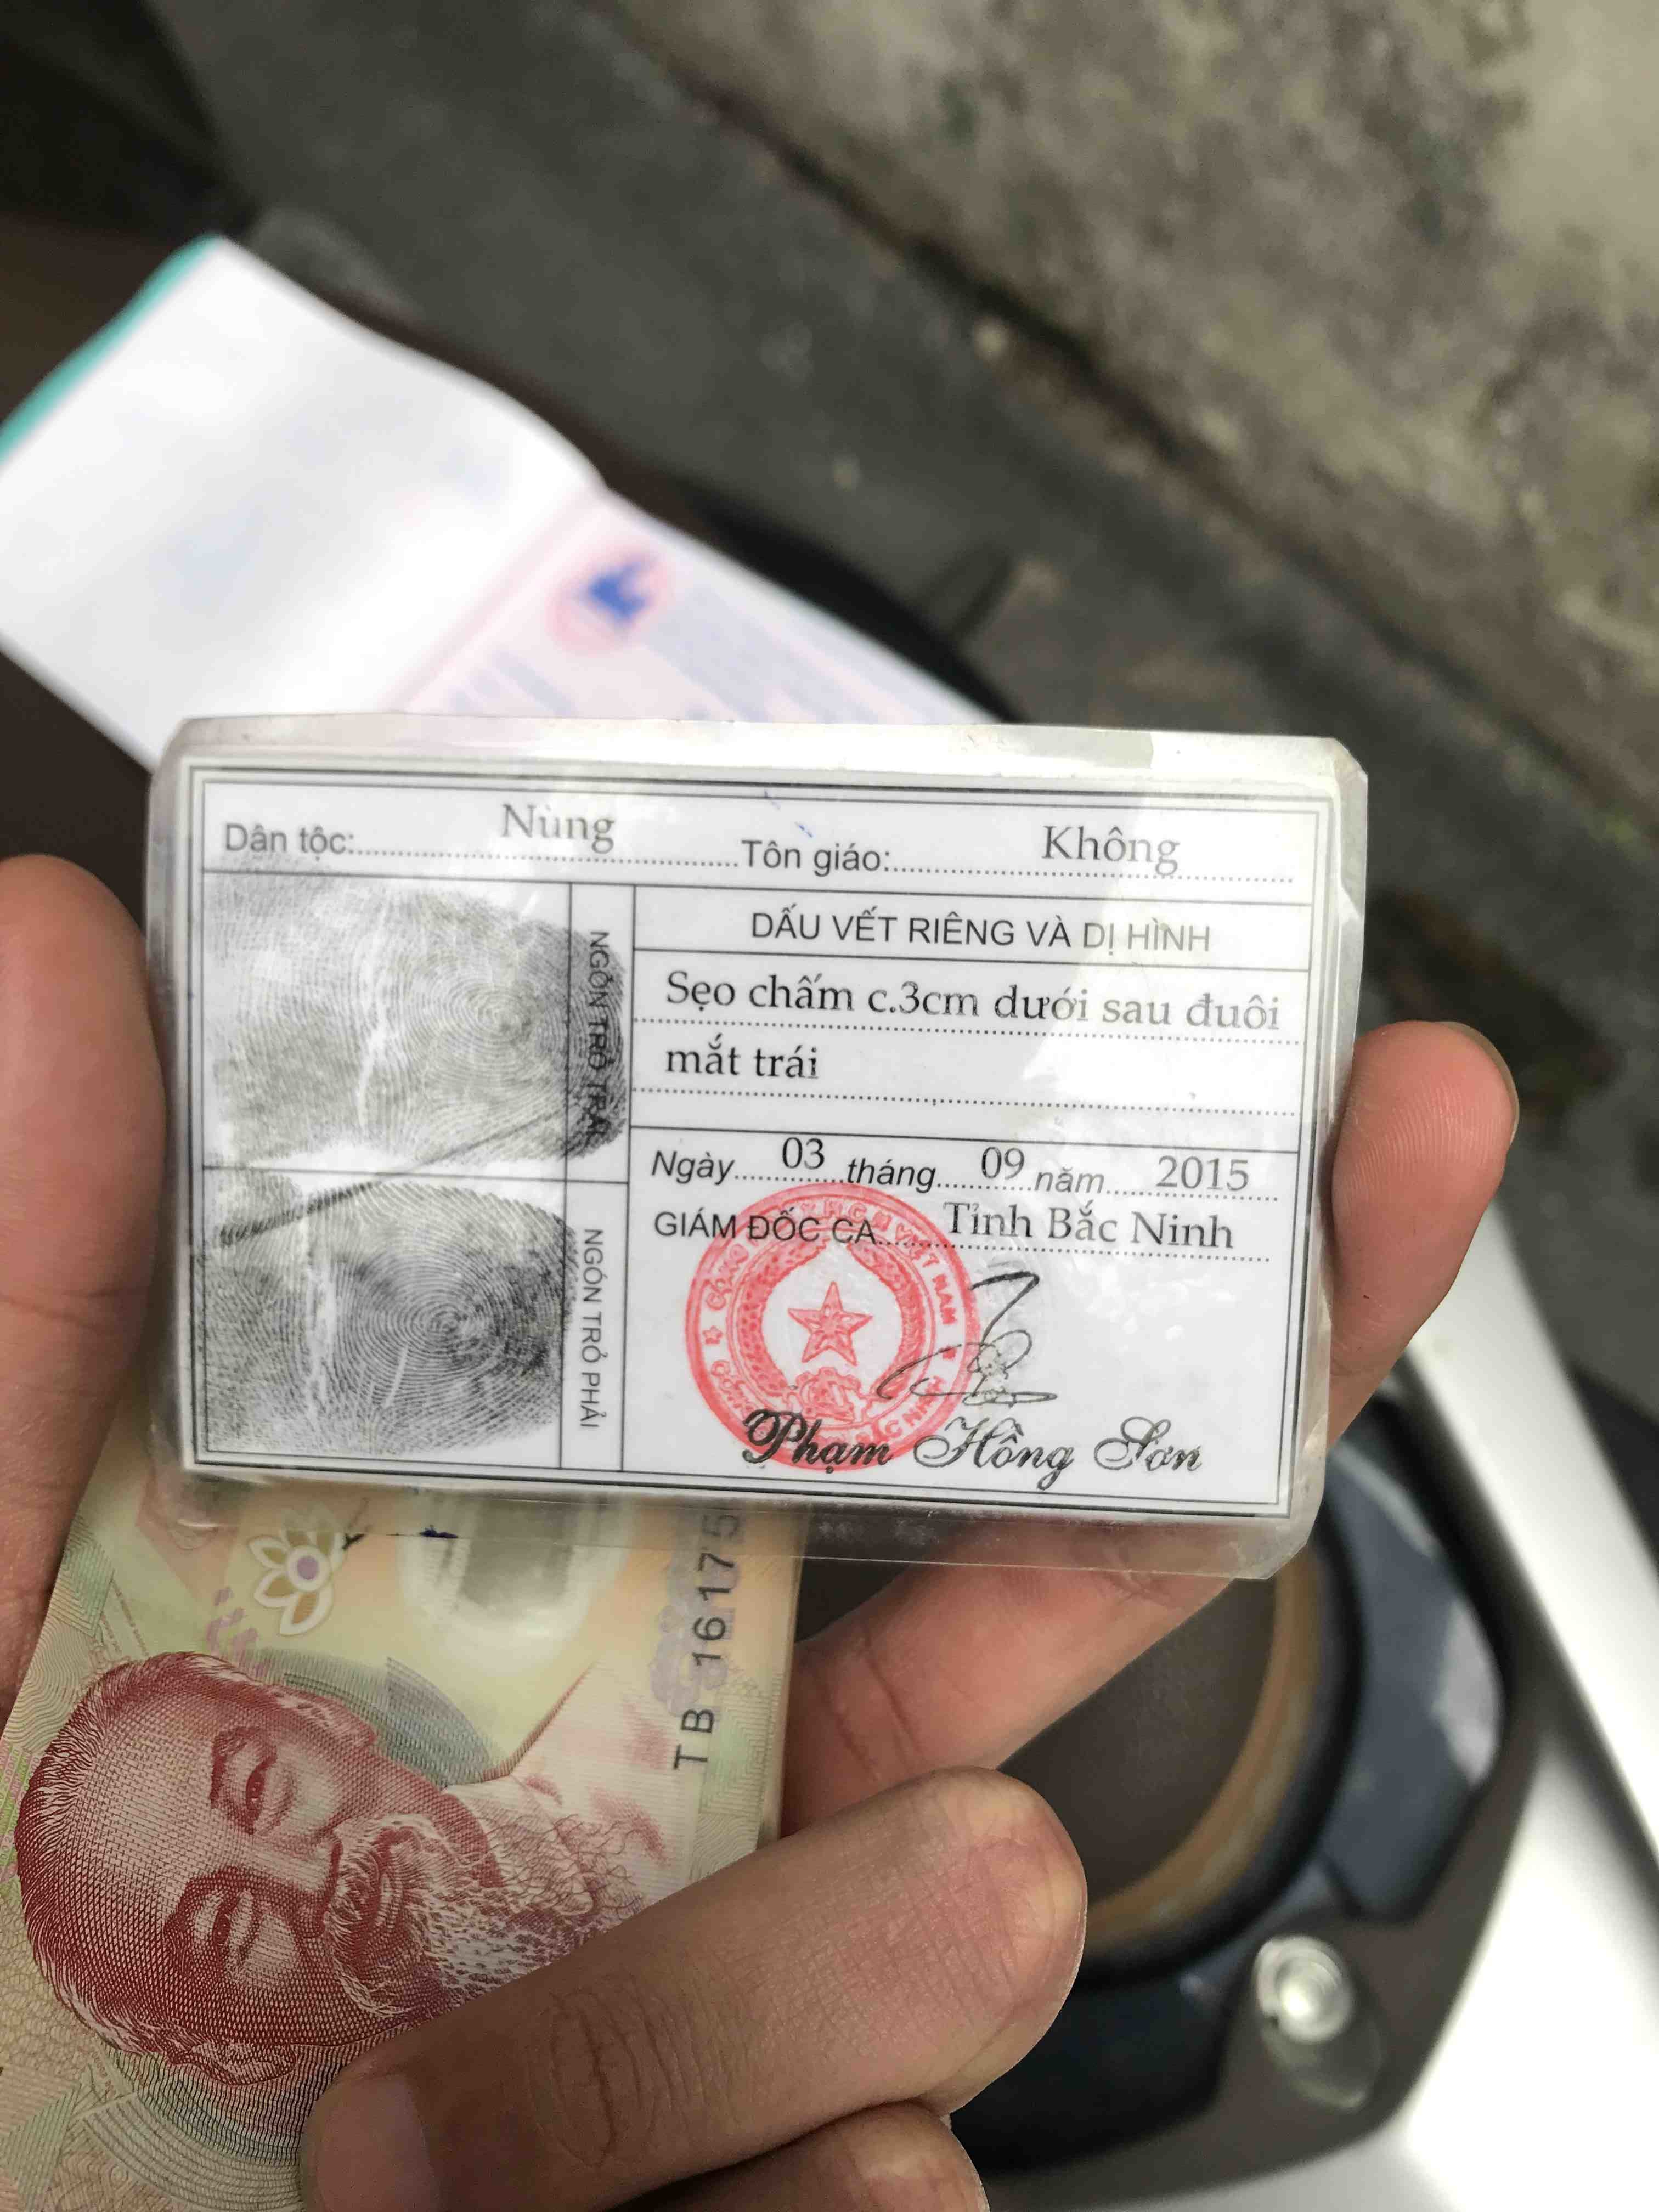 Dân tộc: Nùng Tôn giáo: Không
NGÓN TRỎ TRÁI
DẤU VẾT RIÊNG VÀ DỊ HÌNH
Sẹo chấm c.3cm dưới sau đuôi
mắt trái
NGÓN TRỎ PHẢI
Ngày 03 tháng 09 năm 2015
GIÁM ĐỐC CA Tỉnh Bắc Ninh
Phạm Hồng Sơn
TB 16175